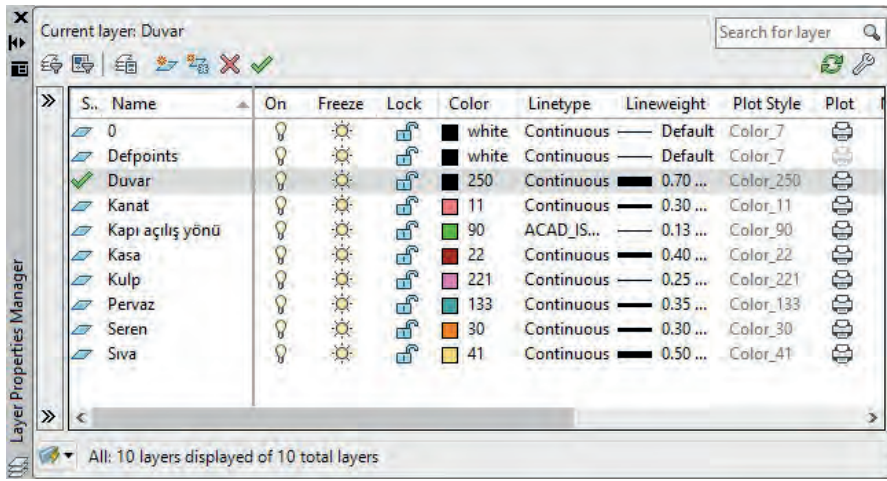 Current layer: Duvar
Search for layer
S.. Name On Freeze Lock Color Linetype Lineweight Plot Style Plot
0 white Continuous Default Color_7
Defpoints white Continuous Default Color_7
Duvar 250 Continuous 0.70 ... Color_250
Kanat 11 Continuous 0.30 ... Color_11
Kapı açılış yönü 90 ACAD_IS... 0.13 ... Color_90
Kasa 22 Continuous 0.40 ... Color_22
Kulp 221 Continuous 0.25 ... Color_221
Pervaz 133 Continuous 0.35 ... Color_133
Seren 30 Continuous 0.30 ... Color_30
Sıva 41 Continuous 0.50 ... Color_41
Layer Properties Manager
All: 10 layers displayed of 10 total layers